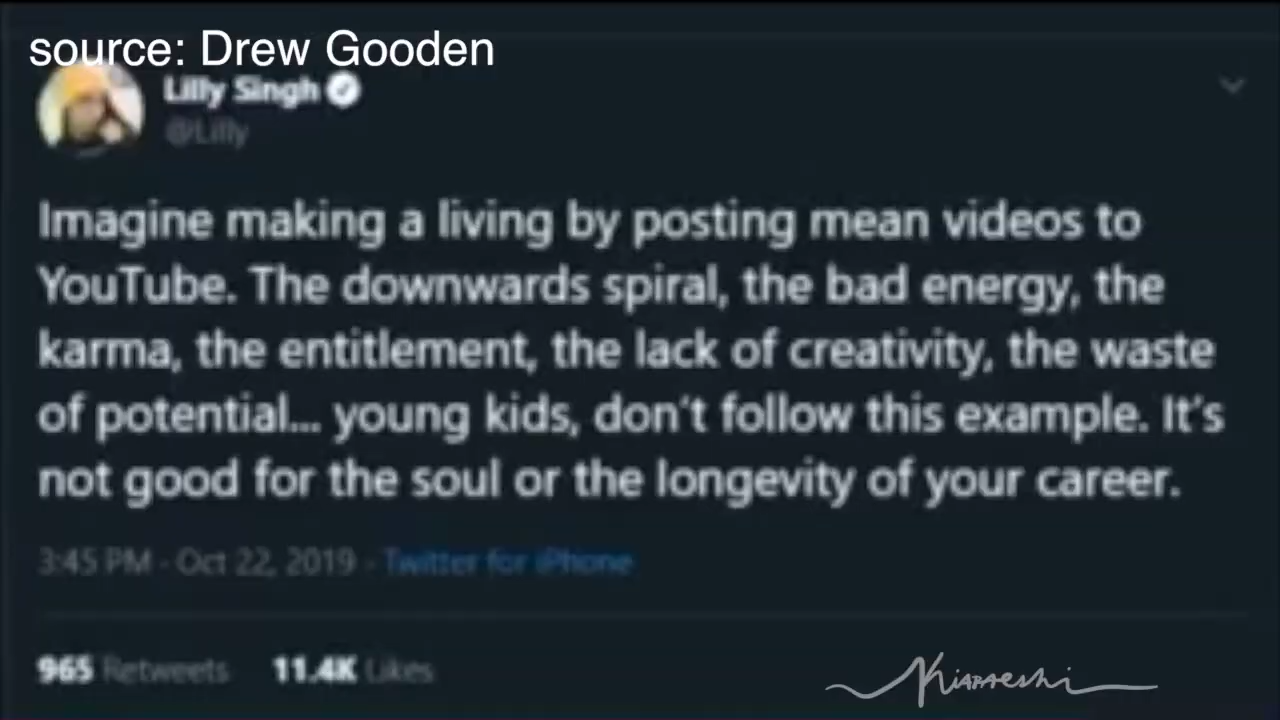 source: Drew Gooden
Lilly Singh
@Lilly
Imagine making a living by posting mean videos to
YouTube. The downwards spiral, the bad energy, the
karma, the entitlement, the lack of creativity, the waste
of potential... young kids, don't follow this example. It's
not good for the soul or the longevity of your career.
3:45 PM - Oct 22, 2019 - Twitter for iPhone
965 Retweets 11.4K Likes